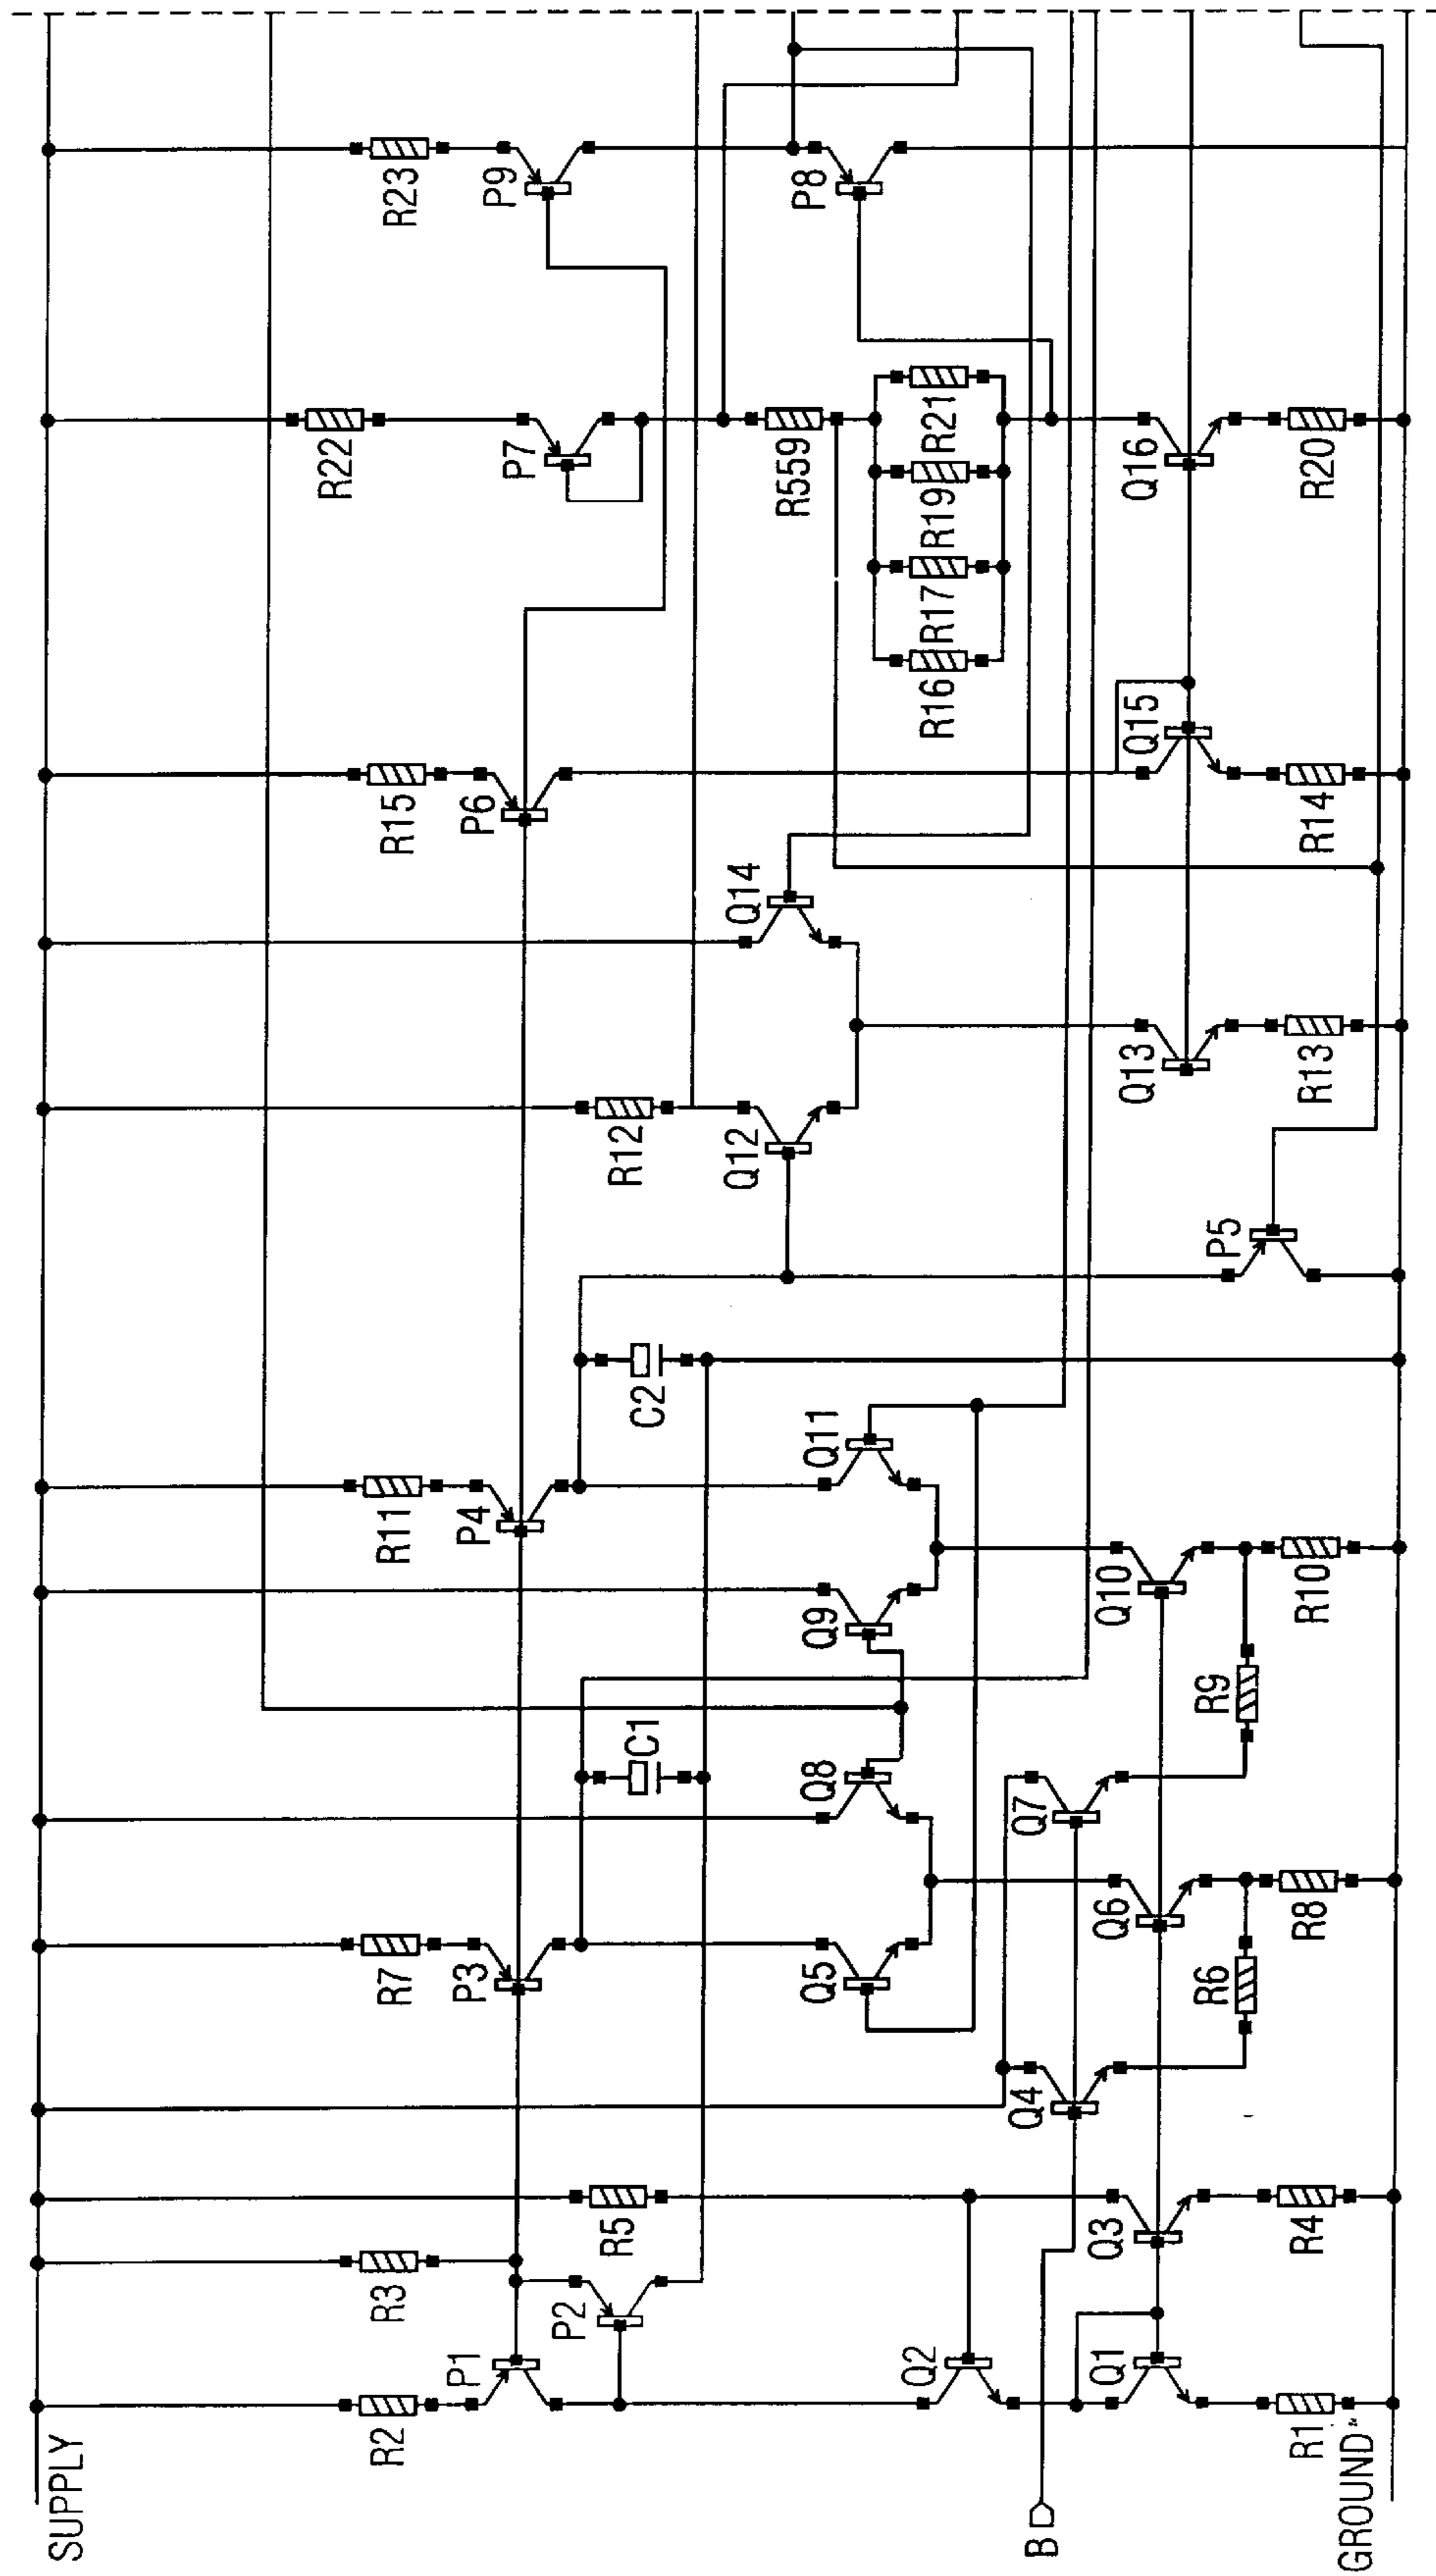 SUPPLY
R2
P1
R3
P2
R5
Q2
Q1
R1
GROUND
B
Q3
R4
Q4
R6
R7
P3
Q5
Q6
R8
C1
Q8
Q7
R9
Q9
R11
P4
Q11
Q10
R10
C2
P5
R12
Q12
Q13
R13
Q14
R15
P6
Q15
R14
R16
R17
R19
R21
R22
P7
R559
Q16
R20
R23
P9
P8